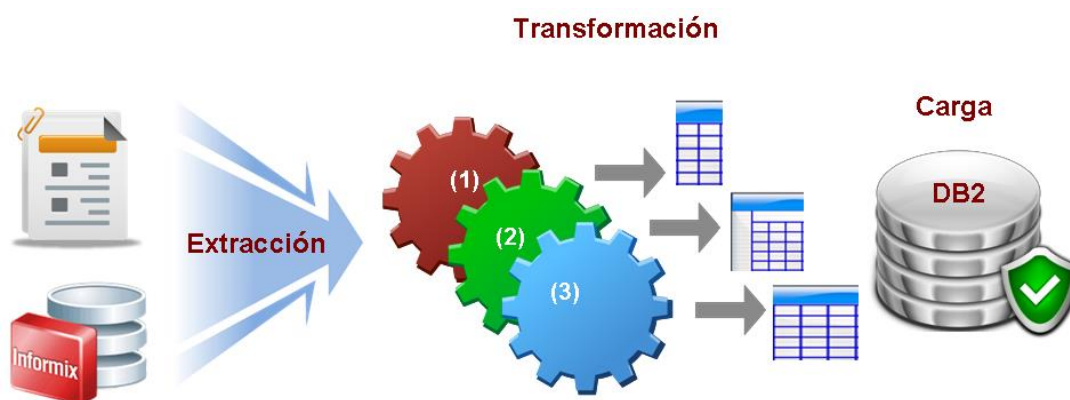 Transformación
Carga
Extracción
(1)
(2)
(3)
DB2
Informix